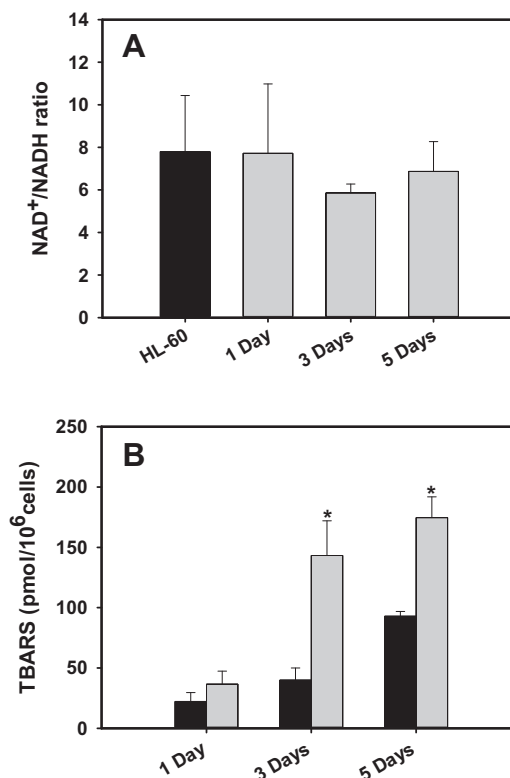 A
14
12
10
8
6
4
2
0
NAD+/NADH ratio
HL-60
1 Day
3 Days
5 Days
B
250
200
150
100
50
0
TBARS (pmol/10⁶cells)
*
*
1 Day
3 Days
5 Days